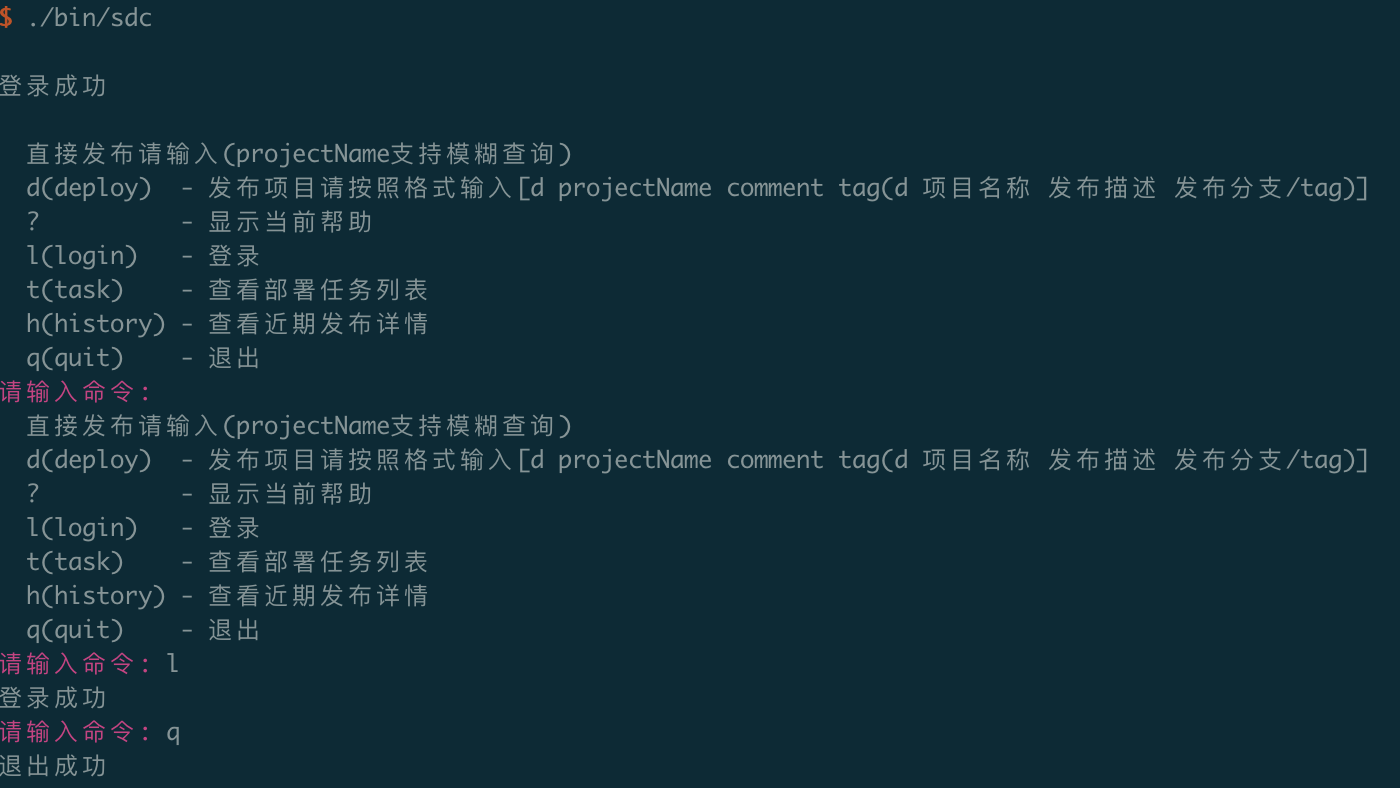 $ ./bin/sdc
登录成功
直接发布请输入(projectName支持模糊查询)
d(deploy)  - 发布项目请按照格式输入[d projectName comment tag(d 项目名称 发布描述 发布分支/tag)]
?          - 显示当前帮助
l(login)   - 登录
t(task)    - 查看部署任务列表
h(history) - 查看近期发布详情
q(quit)    - 退出
请输入命令:
直接发布请输入(projectName支持模糊查询)
d(deploy)  - 发布项目请按照格式输入[d projectName comment tag(d 项目名称 发布描述 发布分支/tag)]
?          - 显示当前帮助
l(login)   - 登录
t(task)    - 查看部署任务列表
h(history) - 查看近期发布详情
q(quit)    - 退出
请输入命令: l
登录成功
请输入命令: q
退出成功